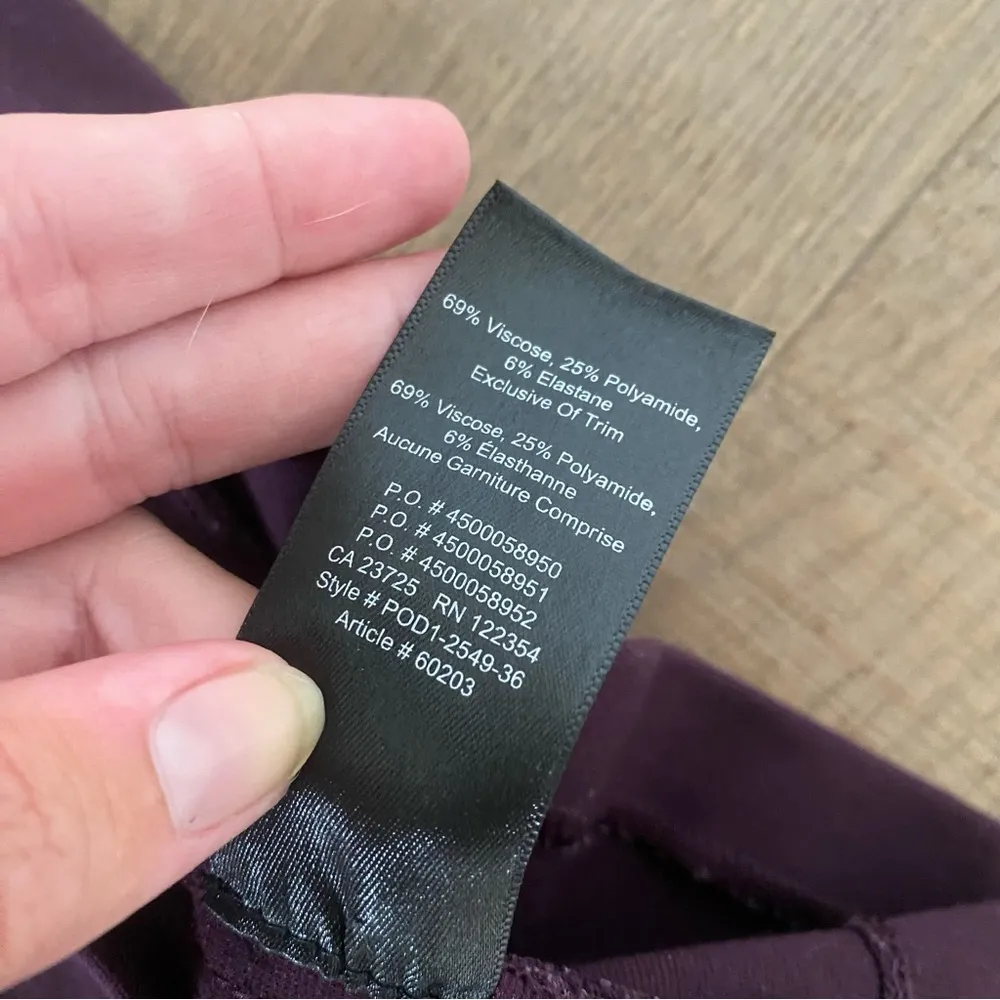 69% Viscose, 25% Polyamide,
6% Elastane
Exclusive Of Trim
69% Viscose, 25% Polyamide,
6% Élasthanne
Aucune Garniture Comprise
P.O. # 4500058950
P.O. # 4500058951
P.O. # 4500058952
CA 23725 RN 122354
Style # POD1-2549-36
Article # 60203